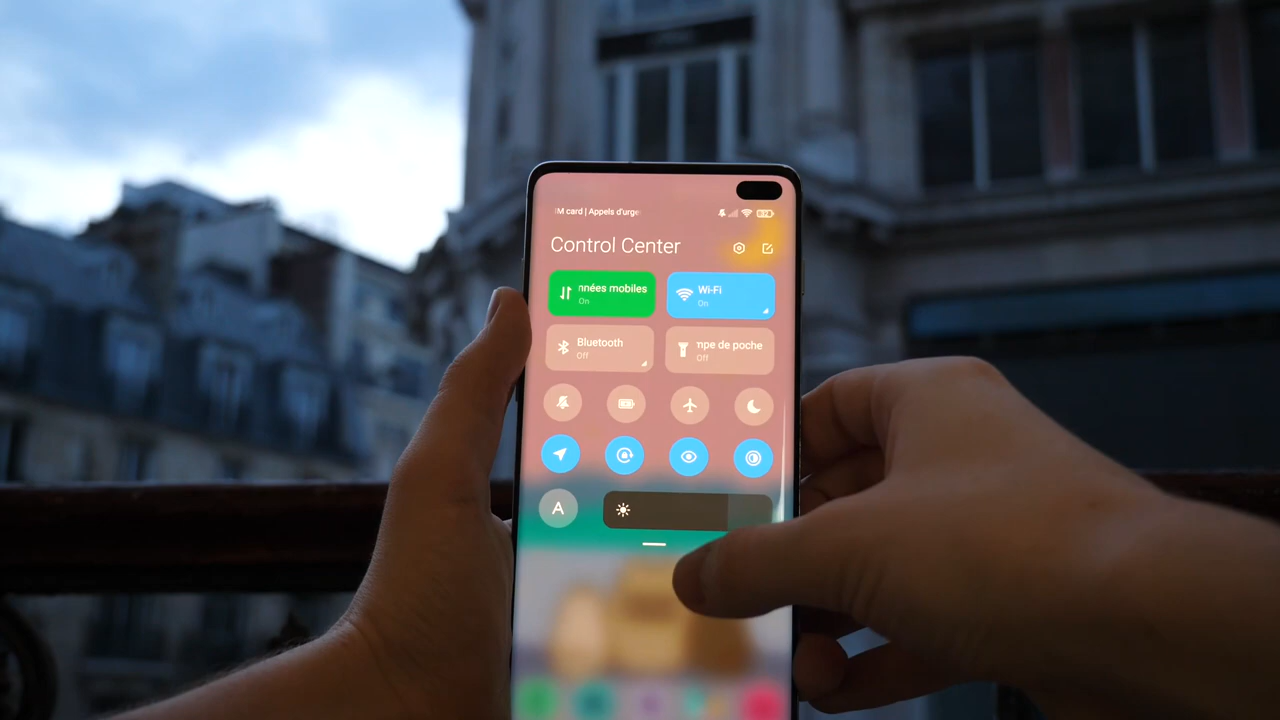 M card | Appels d'urge
Control Center
nnées mobiles
On
Wi-Fi
On
Bluetooth
Off
mpe de poche
Off
A